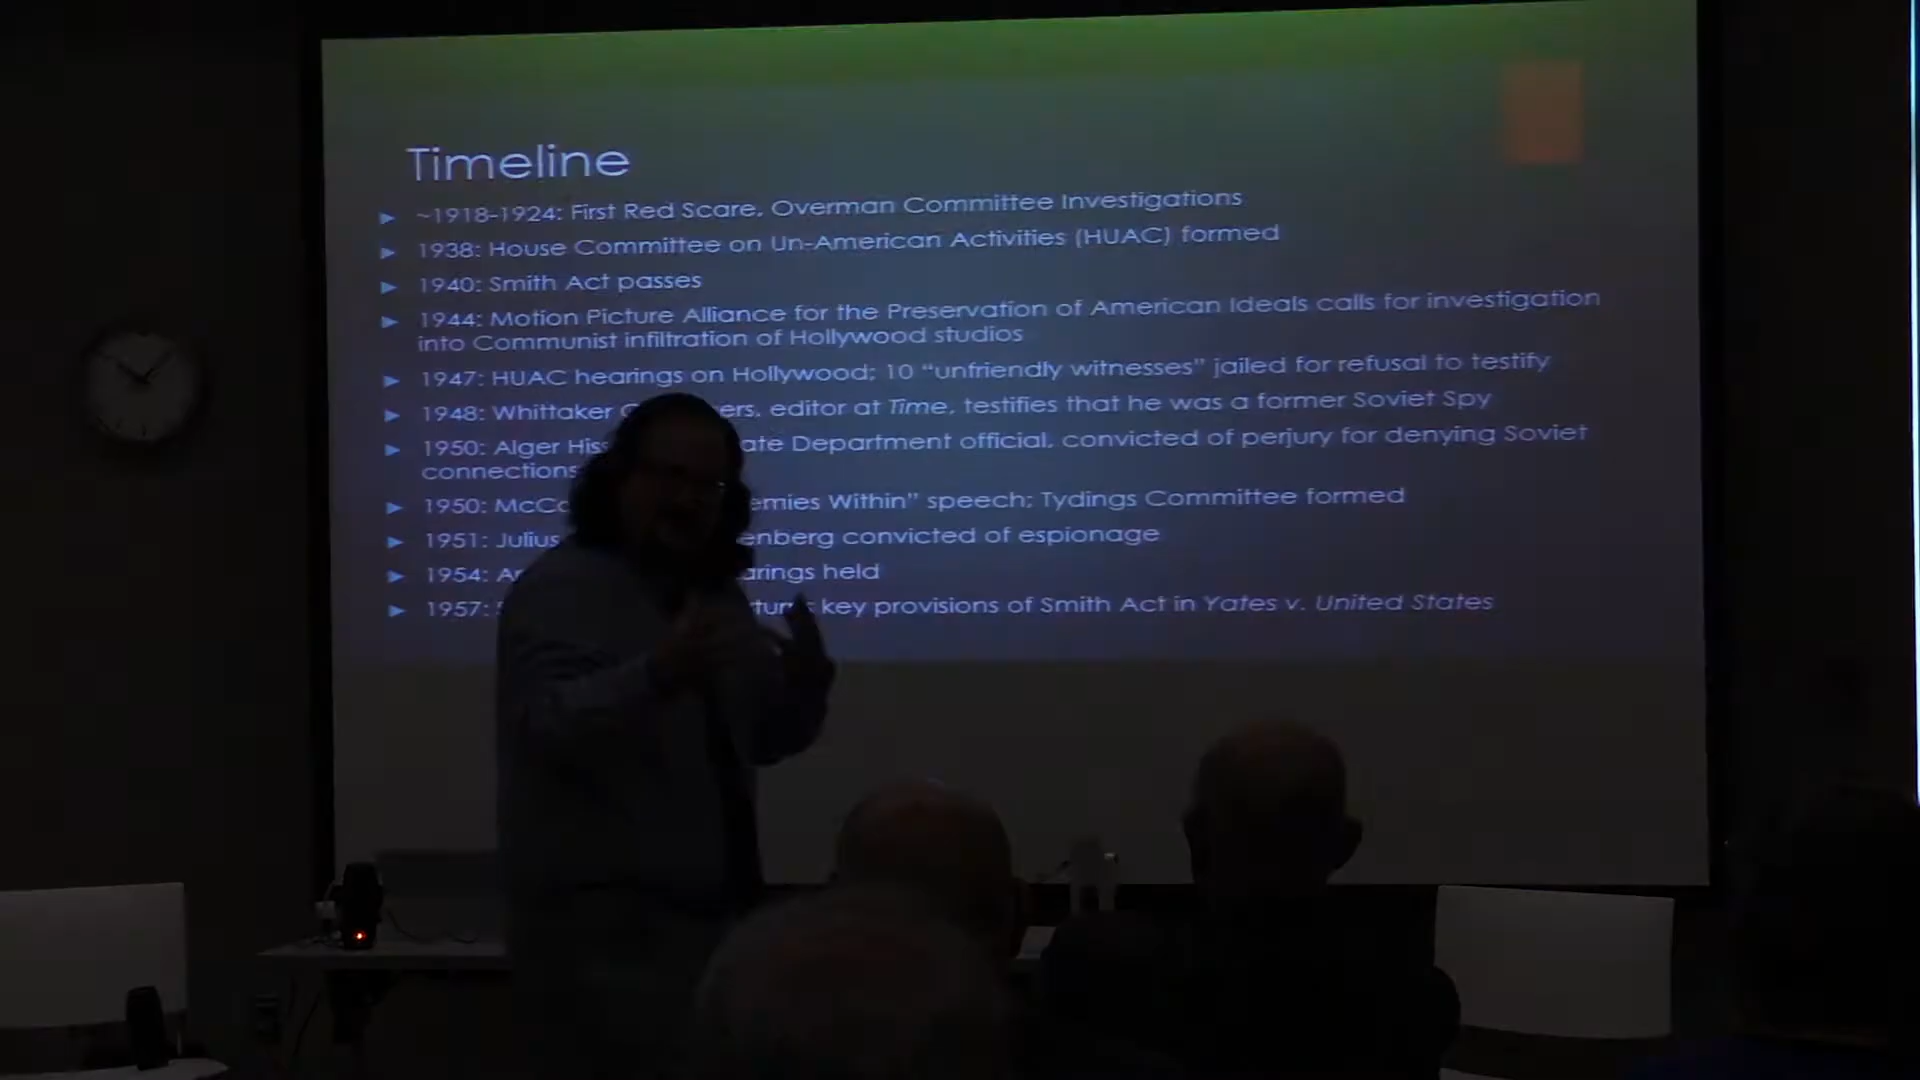 Timeline
~1918-1924: First Red Scare, Overman Committee Investigations
1938: House Committee on Un-American Activities (HUAC) formed
1940: Smith Act passes
1944: Motion Picture Alliance for the Preservation of American Ideals calls for investigation
into Communist infiltration of Hollywood studios
1947: HUAC hearings on Hollywood; 10 “unfriendly witnesses” jailed for refusal to testify
1948: Whittaker ers, editor at Time, testifies that he was a former Soviet Spy
1950: Alger Hiss ate Department official, convicted of perjury for denying Soviet
connections
1950: McCa emies Within” speech; Tydings Committee formed
1951: Julius enberg convicted of espionage
1954: Ar arings held
1957: S turns key provisions of Smith Act in Yates v. United States